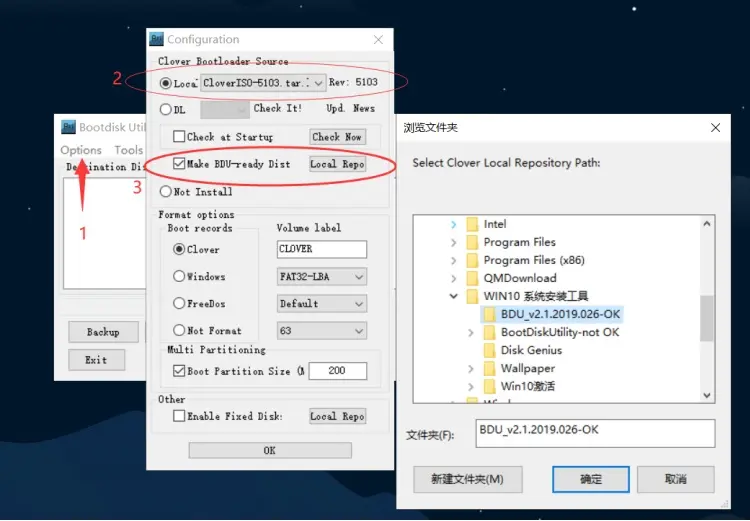 Bootdisk Util
Options Tools
Destination Di
Backup
Exit
1
2
3
Configuration
Clover Bootloader Source
Local CloverISO-5103.tar. Rev: 5103
DL Check It! Upd. News
Check at Startup Check Now
Make BDU-ready Dist Local Repo
Not Install
Format options
Boot records Volume label
Clover CLOVER
Windows FAT32-LBA
FreeDos Default
Not Format 63
Multi Partitioning
Boot Partition Size (M 200
Other
Enable Fixed Disk: Local Repo
OK
浏览文件夹
Select Clover Local Repository Path:
Intel
Program Files
Program Files (x86)
QMDownload
WIN10 系统安装工具
BDU_v2.1.2019.026-OK
BootDiskUtility-not OK
Disk Genius
Wallpaper
Win10激活
文件夹(F): BDU_v2.1.2019.026-OK
新建文件夹(M) 确定 取消